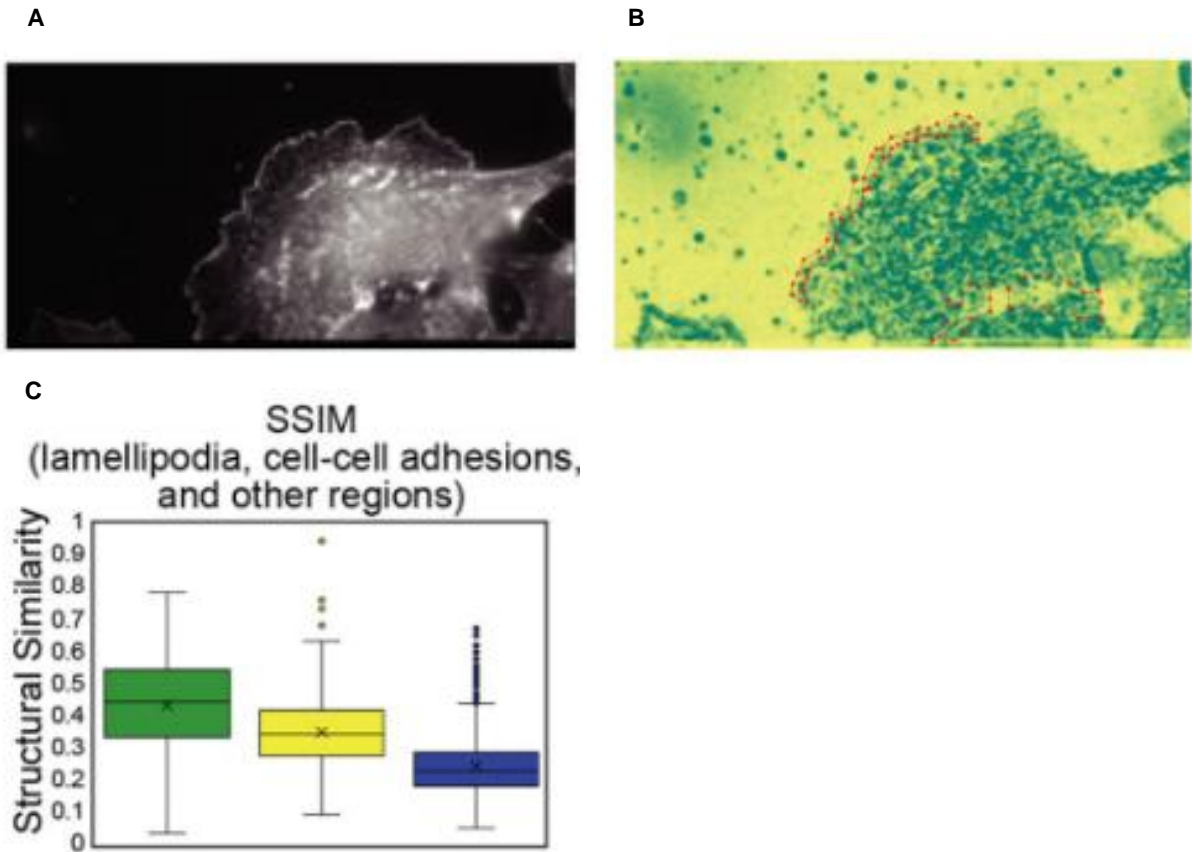 A
B
C
SSIM
(lamellipodia, cell-cell adhesions,
and other regions)
Structural Similarity
1
0.9
0.8
0.7
0.6
0.5
0.4
0.3
0.2
0.1
0